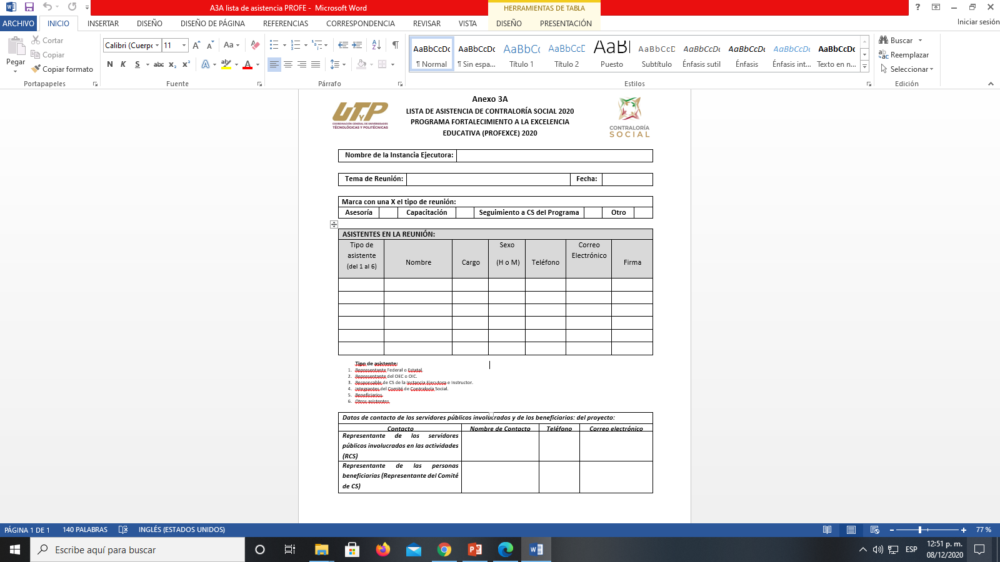 A3A lista de asistencia PROFE - Microsoft Word
HERRAMIENTAS DE TABLA
?
ARCHIVO INICIO INSERTAR DISEÑO DISEÑO DE PÁGINA REFERENCIAS CORRESPONDENCIA REVISAR VISTA DISEÑO PRESENTACIÓN Iniciar sesión
Pegar
Cortar
Copiar
Copiar formato
Portapapeles
Calibri (Cuerpo 11
Fuente
Párrafo
AaBbCcDc AaBbCcDc AaBbCc AaBbCcD AaBl AaBbCcD AaBbCcDc AaBbCcDc AaBbCcDc AaBbCcDc
¶ Normal ¶ Sin espa... Título 1 Título 2 Puesto Subtítulo Énfasis sutil Énfasis Énfasis int... Texto en n...
Estilos
Buscar
Reemplazar
Seleccionar
Edición
UTyP
COORDINACIÓN GENERAL DE UNIVERSIDADES
TECNOLÓGICAS Y POLITÉCNICAS
Anexo 3A
LISTA DE ASISTENCIA DE CONTRALORÍA SOCIAL 2020
PROGRAMA FORTALECIMIENTO A LA EXCELENCIA
EDUCATIVA (PROFEXCE) 2020
CONTRALORÍA
SOCIAL
Nombre de la Instancia Ejecutora:
Tema de Reunión: Fecha:
Marca con una X el tipo de reunión:
Asesoría Capacitación Seguimiento a CS del Programa Otro
ASISTENTES EN LA REUNIÓN:
Tipo de asistente (del 1 al 6) Nombre Cargo Sexo (H o M) Teléfono Correo Electrónico Firma
Tipo de asistente:
1. Representante Federal o Estatal.
2. Representante del OEC o OIC.
3. Responsable de CS de la Instancia Ejecutora e Instructor.
4. Integrantes del Comité de Contraloría Social.
5. Beneficiarios.
6. Otros asistentes.
Datos de contacto de los servidores públicos involucrados y de los beneficiarios: del proyecto:
Contacto Nombre de Contacto Teléfono Correo electrónico
Representante de los servidores
públicos involucrados en las actividades
(RCS)
Representante de las personas
beneficiarias (Representante del Comité
de CS)
PÁGINA 1 DE 1 140 PALABRAS INGLÉS (ESTADOS UNIDOS) 77 %
Escribe aquí para buscar
ESP
12:51 p. m.
08/12/2020